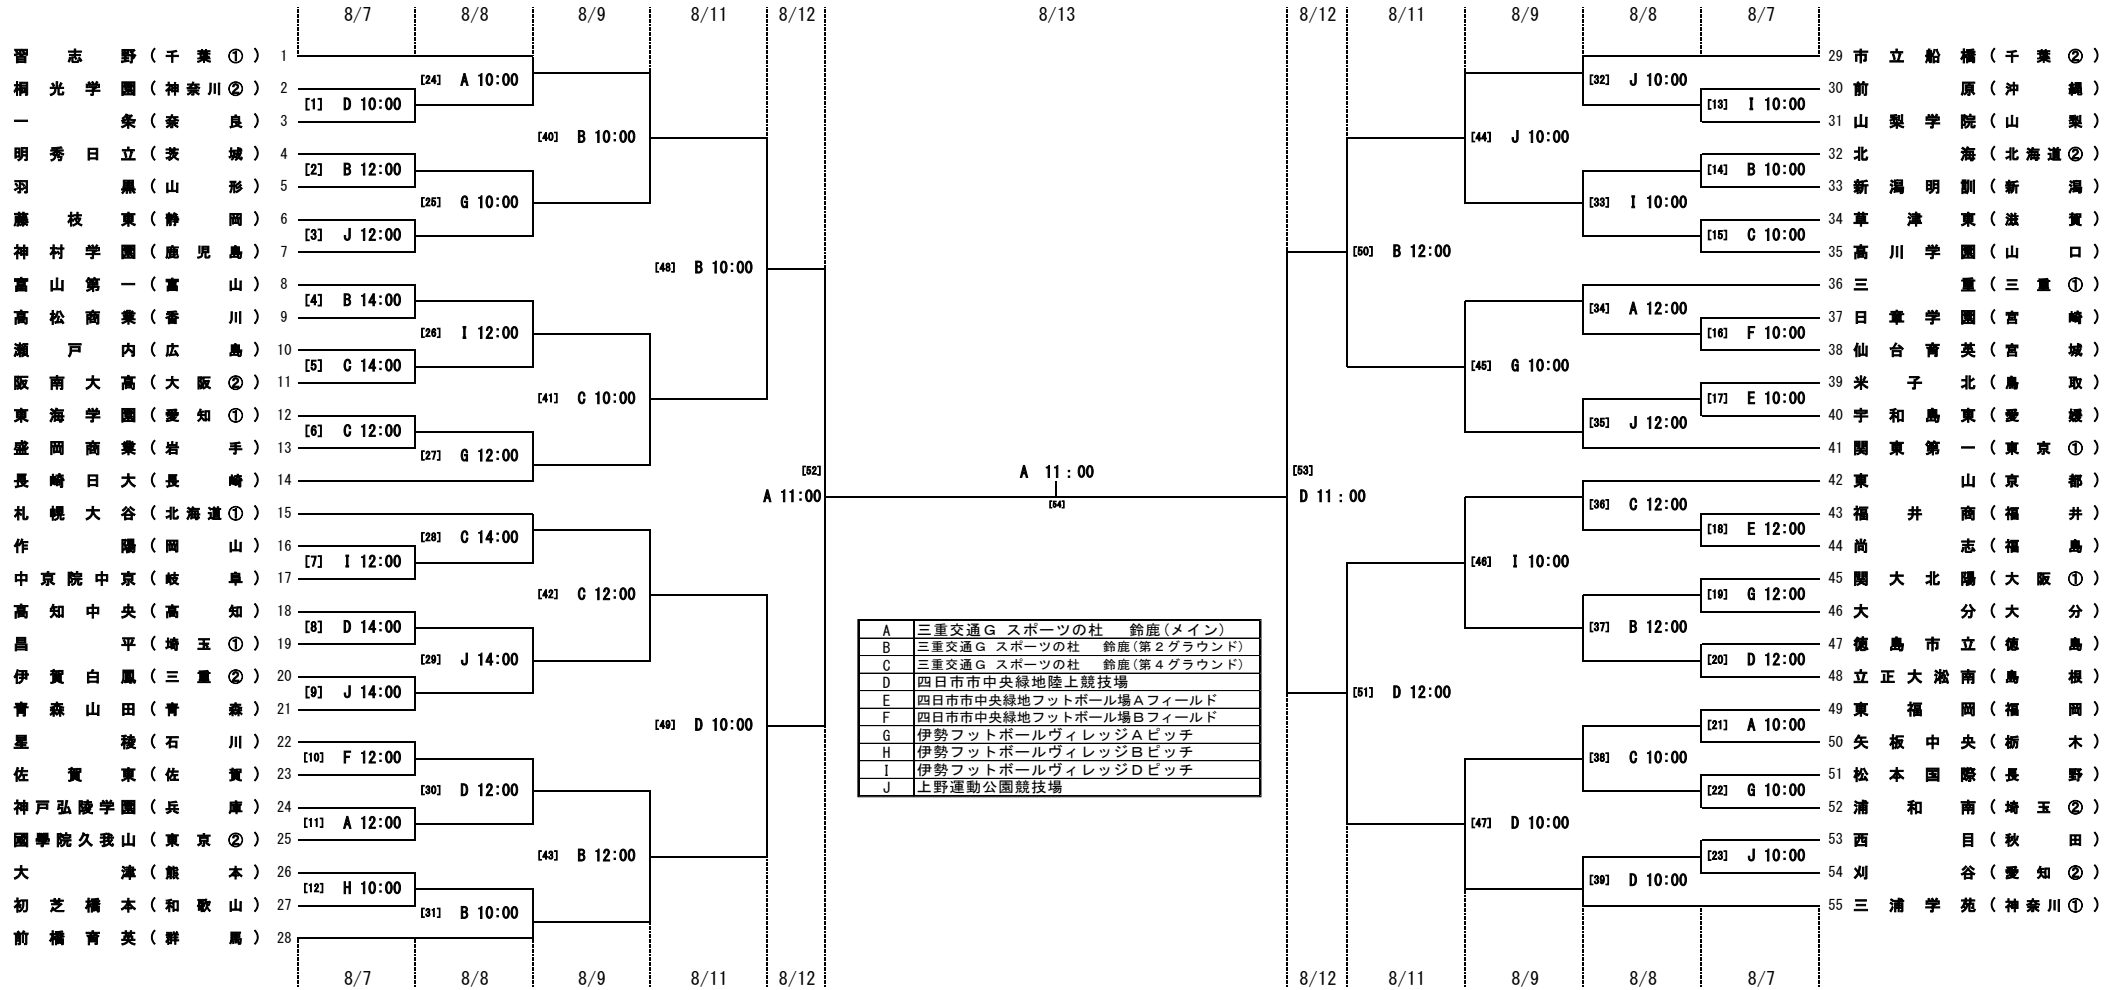 8/7 8/8 8/9 8/11 8/12 8/13 8/12 8/11 8/9 8/8 8/7
習志野(千葉①) 1
桐光学園(神奈川②) 2
一条(奈良) 3
明秀日立(茨城) 4
羽黒(山形) 5
藤枝東(静岡) 6
神村学園(鹿児島) 7
富山第一(富山) 8
高松商業(香川) 9
瀬戸内(広島) 10
阪南大高(大阪②) 11
東海学園(愛知①) 12
盛岡商業(岩手) 13
長崎日大(長崎) 14
札幌大谷(北海道①) 15
作陽(岡山) 16
中京院中京(岐阜) 17
高知中央(高知) 18
昌平(埼玉①) 19
伊賀白鳳(三重②) 20
青森山田(青森) 21
星稜(石川) 22
佐賀東(佐賀) 23
神戸弘陵学園(兵庫) 24
國學院久我山(東京②) 25
大津(熊本) 26
初芝橋本(和歌山) 27
前橋育英(群馬) 28
[1] D 10:00
[2] B 12:00
[3] J 12:00
[4] B 14:00
[5] C 14:00
[6] C 12:00
[7] I 12:00
[8] D 14:00
[9] J 14:00
[10] F 12:00
[11] A 12:00
[12] H 10:00
[24] A 10:00
[25] G 10:00
[26] I 12:00
[27] G 12:00
[28] C 14:00
[29] J 14:00
[30] D 12:00
[31] B 10:00
[40] B 10:00
[41] C 10:00
[42] C 12:00
[43] B 12:00
[48] B 10:00
[49] D 10:00
[52]
A 11:00
A 11:00
[54]
[53]
D 11:00
A 三重交通G スポーツの杜 鈴鹿(メイン)
B 三重交通G スポーツの杜 鈴鹿(第2グラウンド)
C 三重交通G スポーツの杜 鈴鹿(第4グラウンド)
D 四日市市中央緑地陸上競技場
E 四日市市中央緑地フットボール場Aフィールド
F 四日市市中央緑地フットボール場Bフィールド
G 伊勢フットボールヴィレッジAピッチ
H 伊勢フットボールヴィレッジBピッチ
I 伊勢フットボールヴィレッジDピッチ
J 上野運動公園競技場
[50] B 12:00
[51] D 12:00
[44] J 10:00
[45] G 10:00
[46] I 10:00
[47] D 10:00
[32] J 10:00
[33] I 10:00
[34] A 12:00
[35] J 12:00
[36] C 12:00
[37] B 12:00
[38] C 10:00
[39] D 10:00
[13] I 10:00
[14] B 10:00
[15] C 10:00
[16] F 10:00
[17] E 10:00
[18] E 12:00
[19] G 12:00
[20] D 12:00
[21] A 10:00
[22] G 10:00
[23] J 10:00
29 市立船橋(千葉②)
30 前原(沖縄)
31 山梨学院(山梨)
32 北海(北海道②)
33 新潟明訓(新潟)
34 草津東(滋賀)
35 高川学園(山口)
36 三重(三重①)
37 日章学園(宮崎)
38 仙台育英(宮城)
39 米子北(鳥取)
40 宇和島東(愛媛)
41 関東第一(東京①)
42 東山(京都)
43 福井商(福井)
44 尚志(福島)
45 関大北陽(大阪①)
46 大分(大分)
47 徳島市立(徳島)
48 立正大淞南(島根)
49 東福岡(福岡)
50 矢板中央(栃木)
51 松本国際(長野)
52 浦和南(埼玉②)
53 西目(秋田)
54 刈谷(愛知②)
55 三浦学苑(神奈川①)
8/7 8/8 8/9 8/11 8/12 8/12 8/11 8/9 8/8 8/7